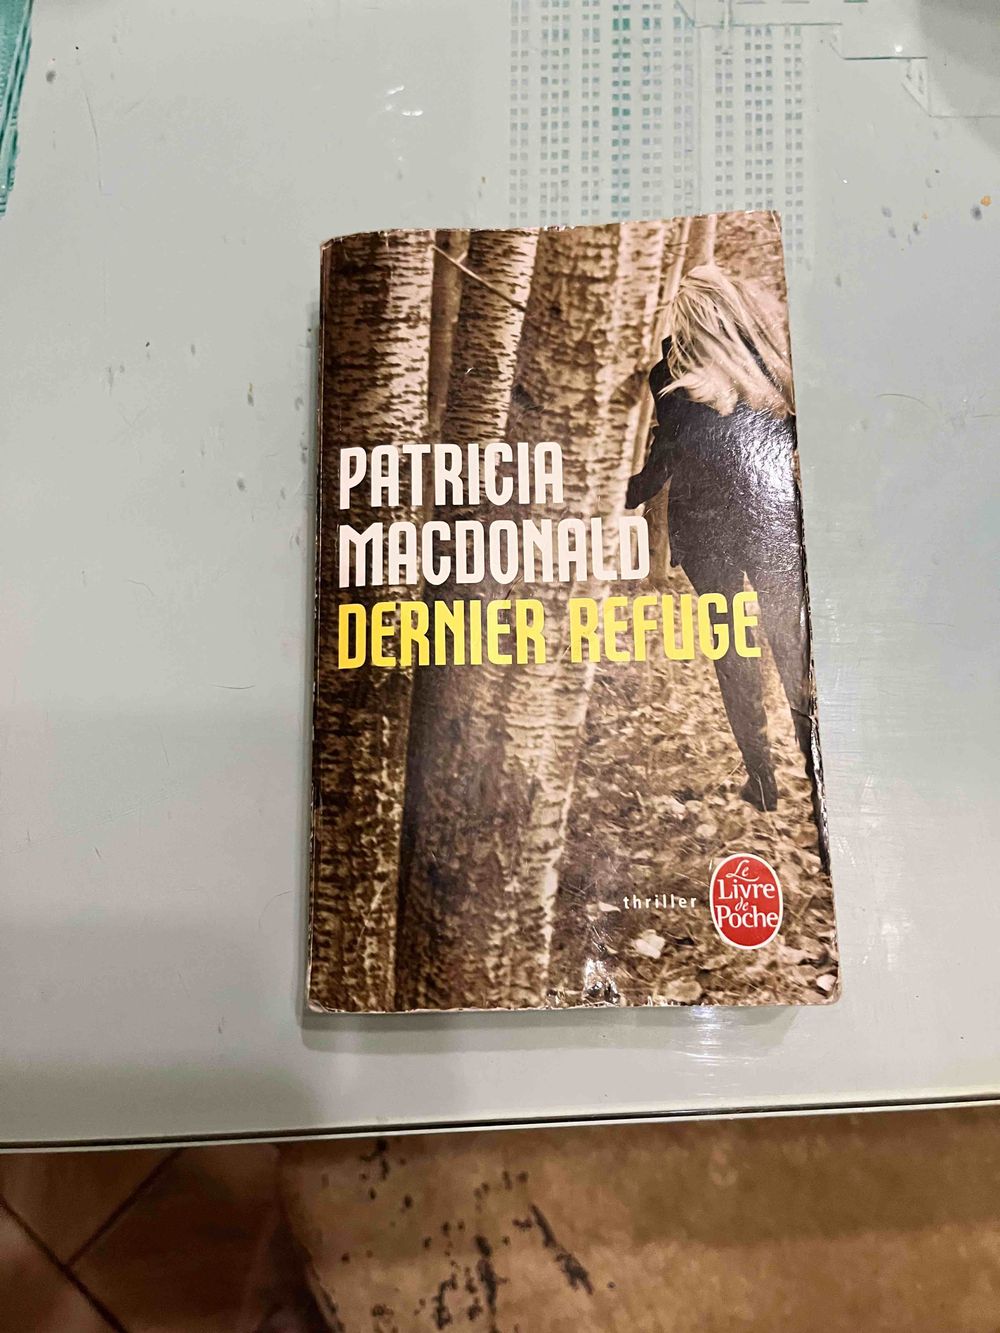 PATRICIA
MACDONALD
DERNIER REFUGE
thriller
Le
Livre
de
Poche